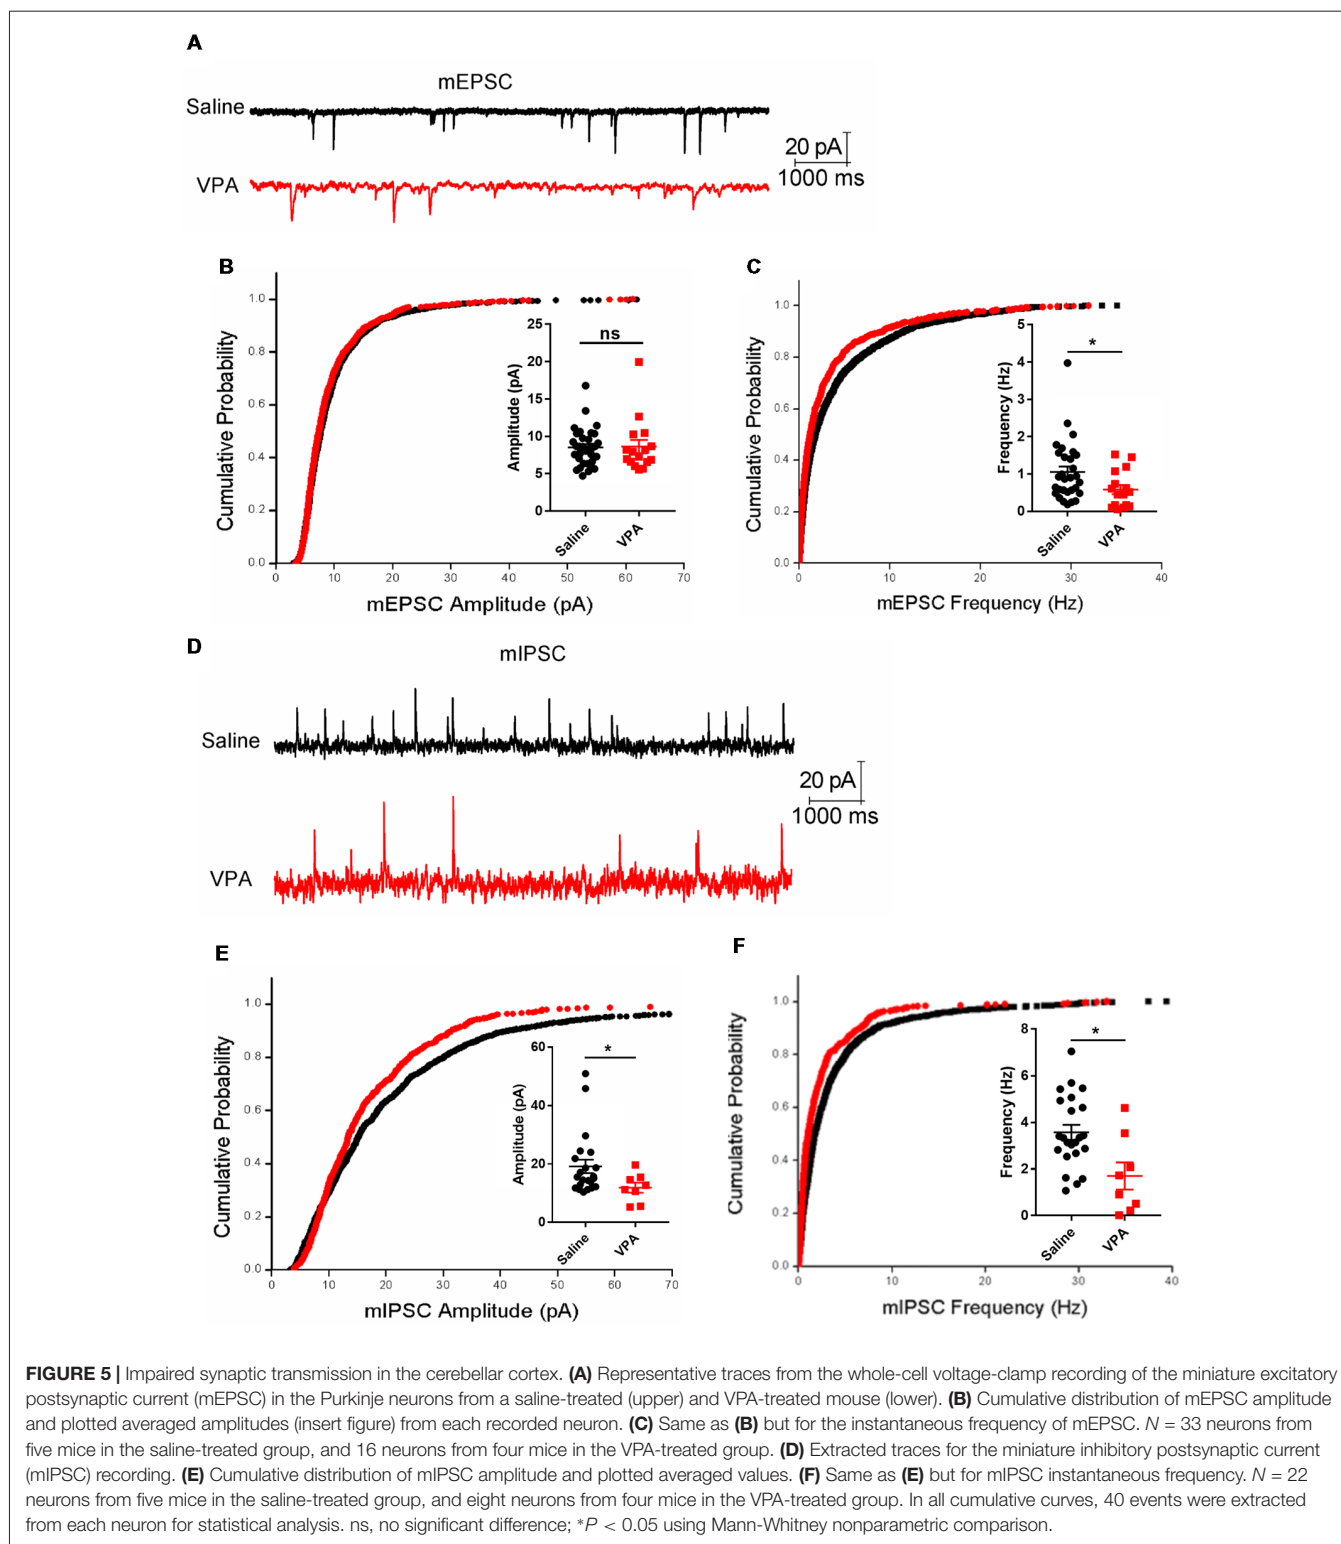 A
mEPSC
Saline
20 pA
1000 ms
VPA
B
1.0
0.8
0.6
0.4
0.2
0.0
0
10
20
30
40
50
60
70
Cumulative Probability
mEPSC Amplitude (pA)
25
20
15
10
5
0
Amplitude (pA)
ns
Saline
VPA
C
1.0
0.8
0.6
0.4
0.2
0.0
0
10
20
30
40
Cumulative Probability
mEPSC Frequency (Hz)
5
4
3
2
1
0
Frequency (Hz)
*
Saline
VPA
D
mIPSC
Saline
20 pA
1000 ms
VPA
E
1.0
0.8
0.6
0.4
0.2
0.0
0
10
20
30
40
50
60
70
Cumulative Probability
mIPSC Amplitude (pA)
60
40
20
0
Amplitude (pA)
*
Saline
VPA
F
1.0
0.8
0.6
0.4
0.2
0.0
0
10
20
30
40
Cumulative Probability
mIPSC Frequency (Hz)
8
6
4
2
0
Frequency (Hz)
*
Saline
VPA
FIGURE 5 | Impaired synaptic transmission in the cerebellar cortex. (A) Representative traces from the whole-cell voltage-clamp recording of the miniature excitatory
postsynaptic current (mEPSC) in the Purkinje neurons from a saline-treated (upper) and VPA-treated mouse (lower). (B) Cumulative distribution of mEPSC amplitude
and plotted averaged amplitudes (insert figure) from each recorded neuron. (C) Same as (B) but for the instantaneous frequency of mEPSC. N = 33 neurons from
five mice in the saline-treated group, and 16 neurons from four mice in the VPA-treated group. (D) Extracted traces for the miniature inhibitory postsynaptic current
(mIPSC) recording. (E) Cumulative distribution of mIPSC amplitude and plotted averaged values. (F) Same as (E) but for mIPSC instantaneous frequency. N = 22
neurons from five mice in the saline-treated group, and eight neurons from four mice in the VPA-treated group. In all cumulative curves, 40 events were extracted
from each neuron for statistical analysis. ns, no significant difference; *P < 0.05 using Mann-Whitney nonparametric comparison.